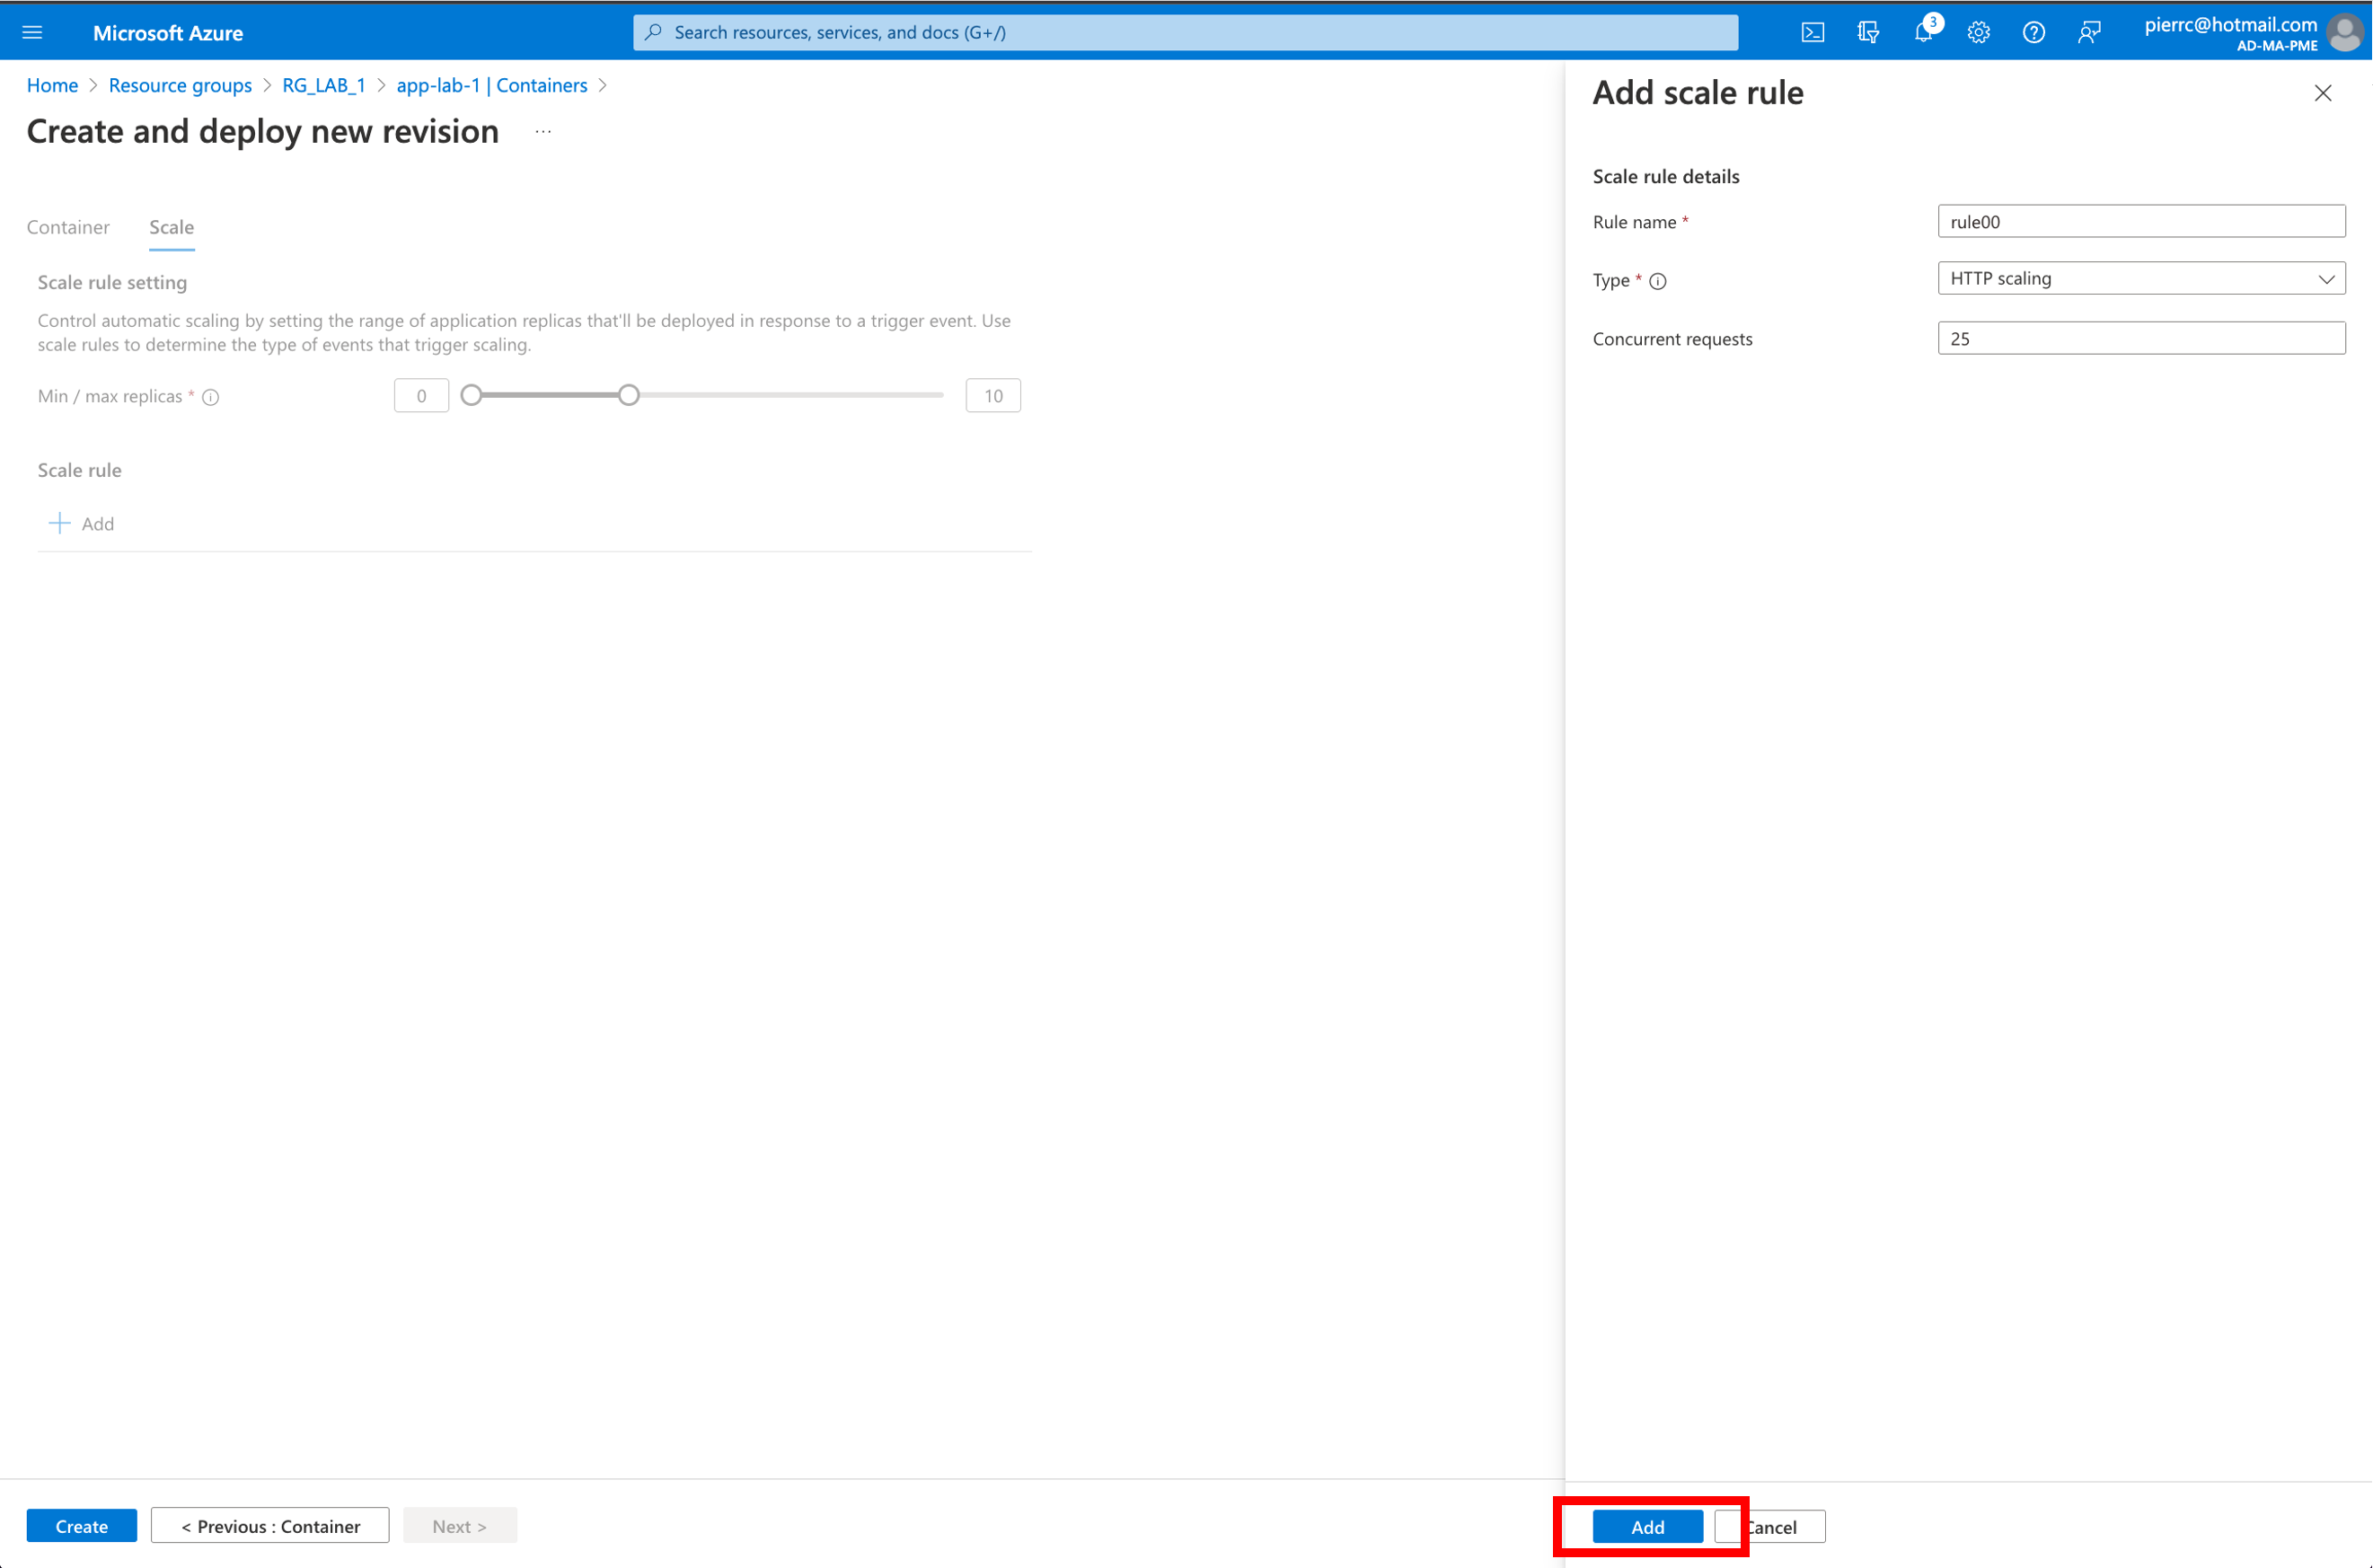 Microsoft Azure
Search resources, services, and docs (G+/)
3
pierrc@hotmail.com
AD-MA-PME
Home > Resource groups > RG_LAB_1 > app-lab-1 | Containers >
Create and deploy new revision ...
Container Scale
Scale rule setting
Control automatic scaling by setting the range of application replicas that'll be deployed in response to a trigger event. Use
scale rules to determine the type of events that trigger scaling.
Min / max replicas *
0
10
Scale rule
+ Add
Create
< Previous : Container
Next >
Add scale rule
Scale rule details
Rule name *
rule00
Type *
HTTP scaling
Concurrent requests
25
Add
Cancel